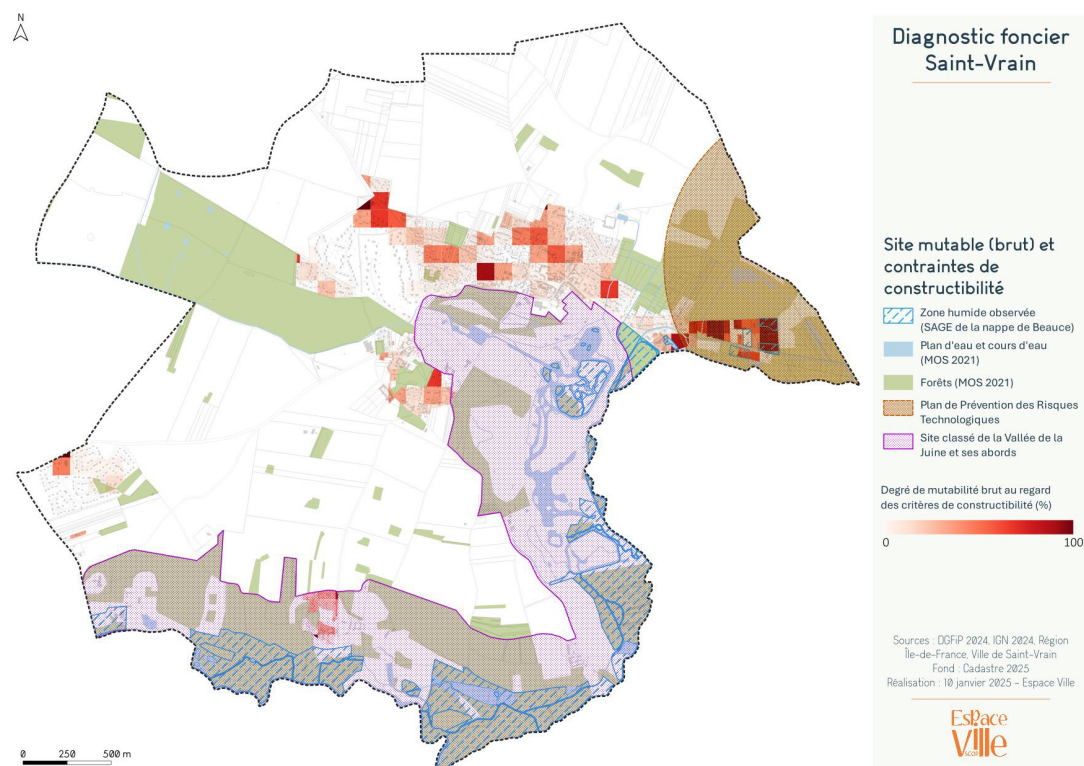 N
Diagnostic foncier
Saint-Vrain
Site mutable (brut) et
contraintes de
constructibilité
Zone humide observée
(SAGE de la nappe de Beauce)
Plan d'eau et cours d'eau
(MOS 2021)
Forêts (MOS 2021)
Plan de Prévention des Risques
Technologiques
Site classé de la Vallée de la
Juine et ses abords
Degré de mutabilité brut au regard
des critères de constructibilité (%)
0 100
Sources : DGFiP 2024, IGN 2024, Région
Île-de-France, Ville de Saint-Vrain
Fond : Cadastre 2025
Réalisation : 10 janvier 2025 - Espace Ville
Espace
Ville
SCOP
0 250 500 m